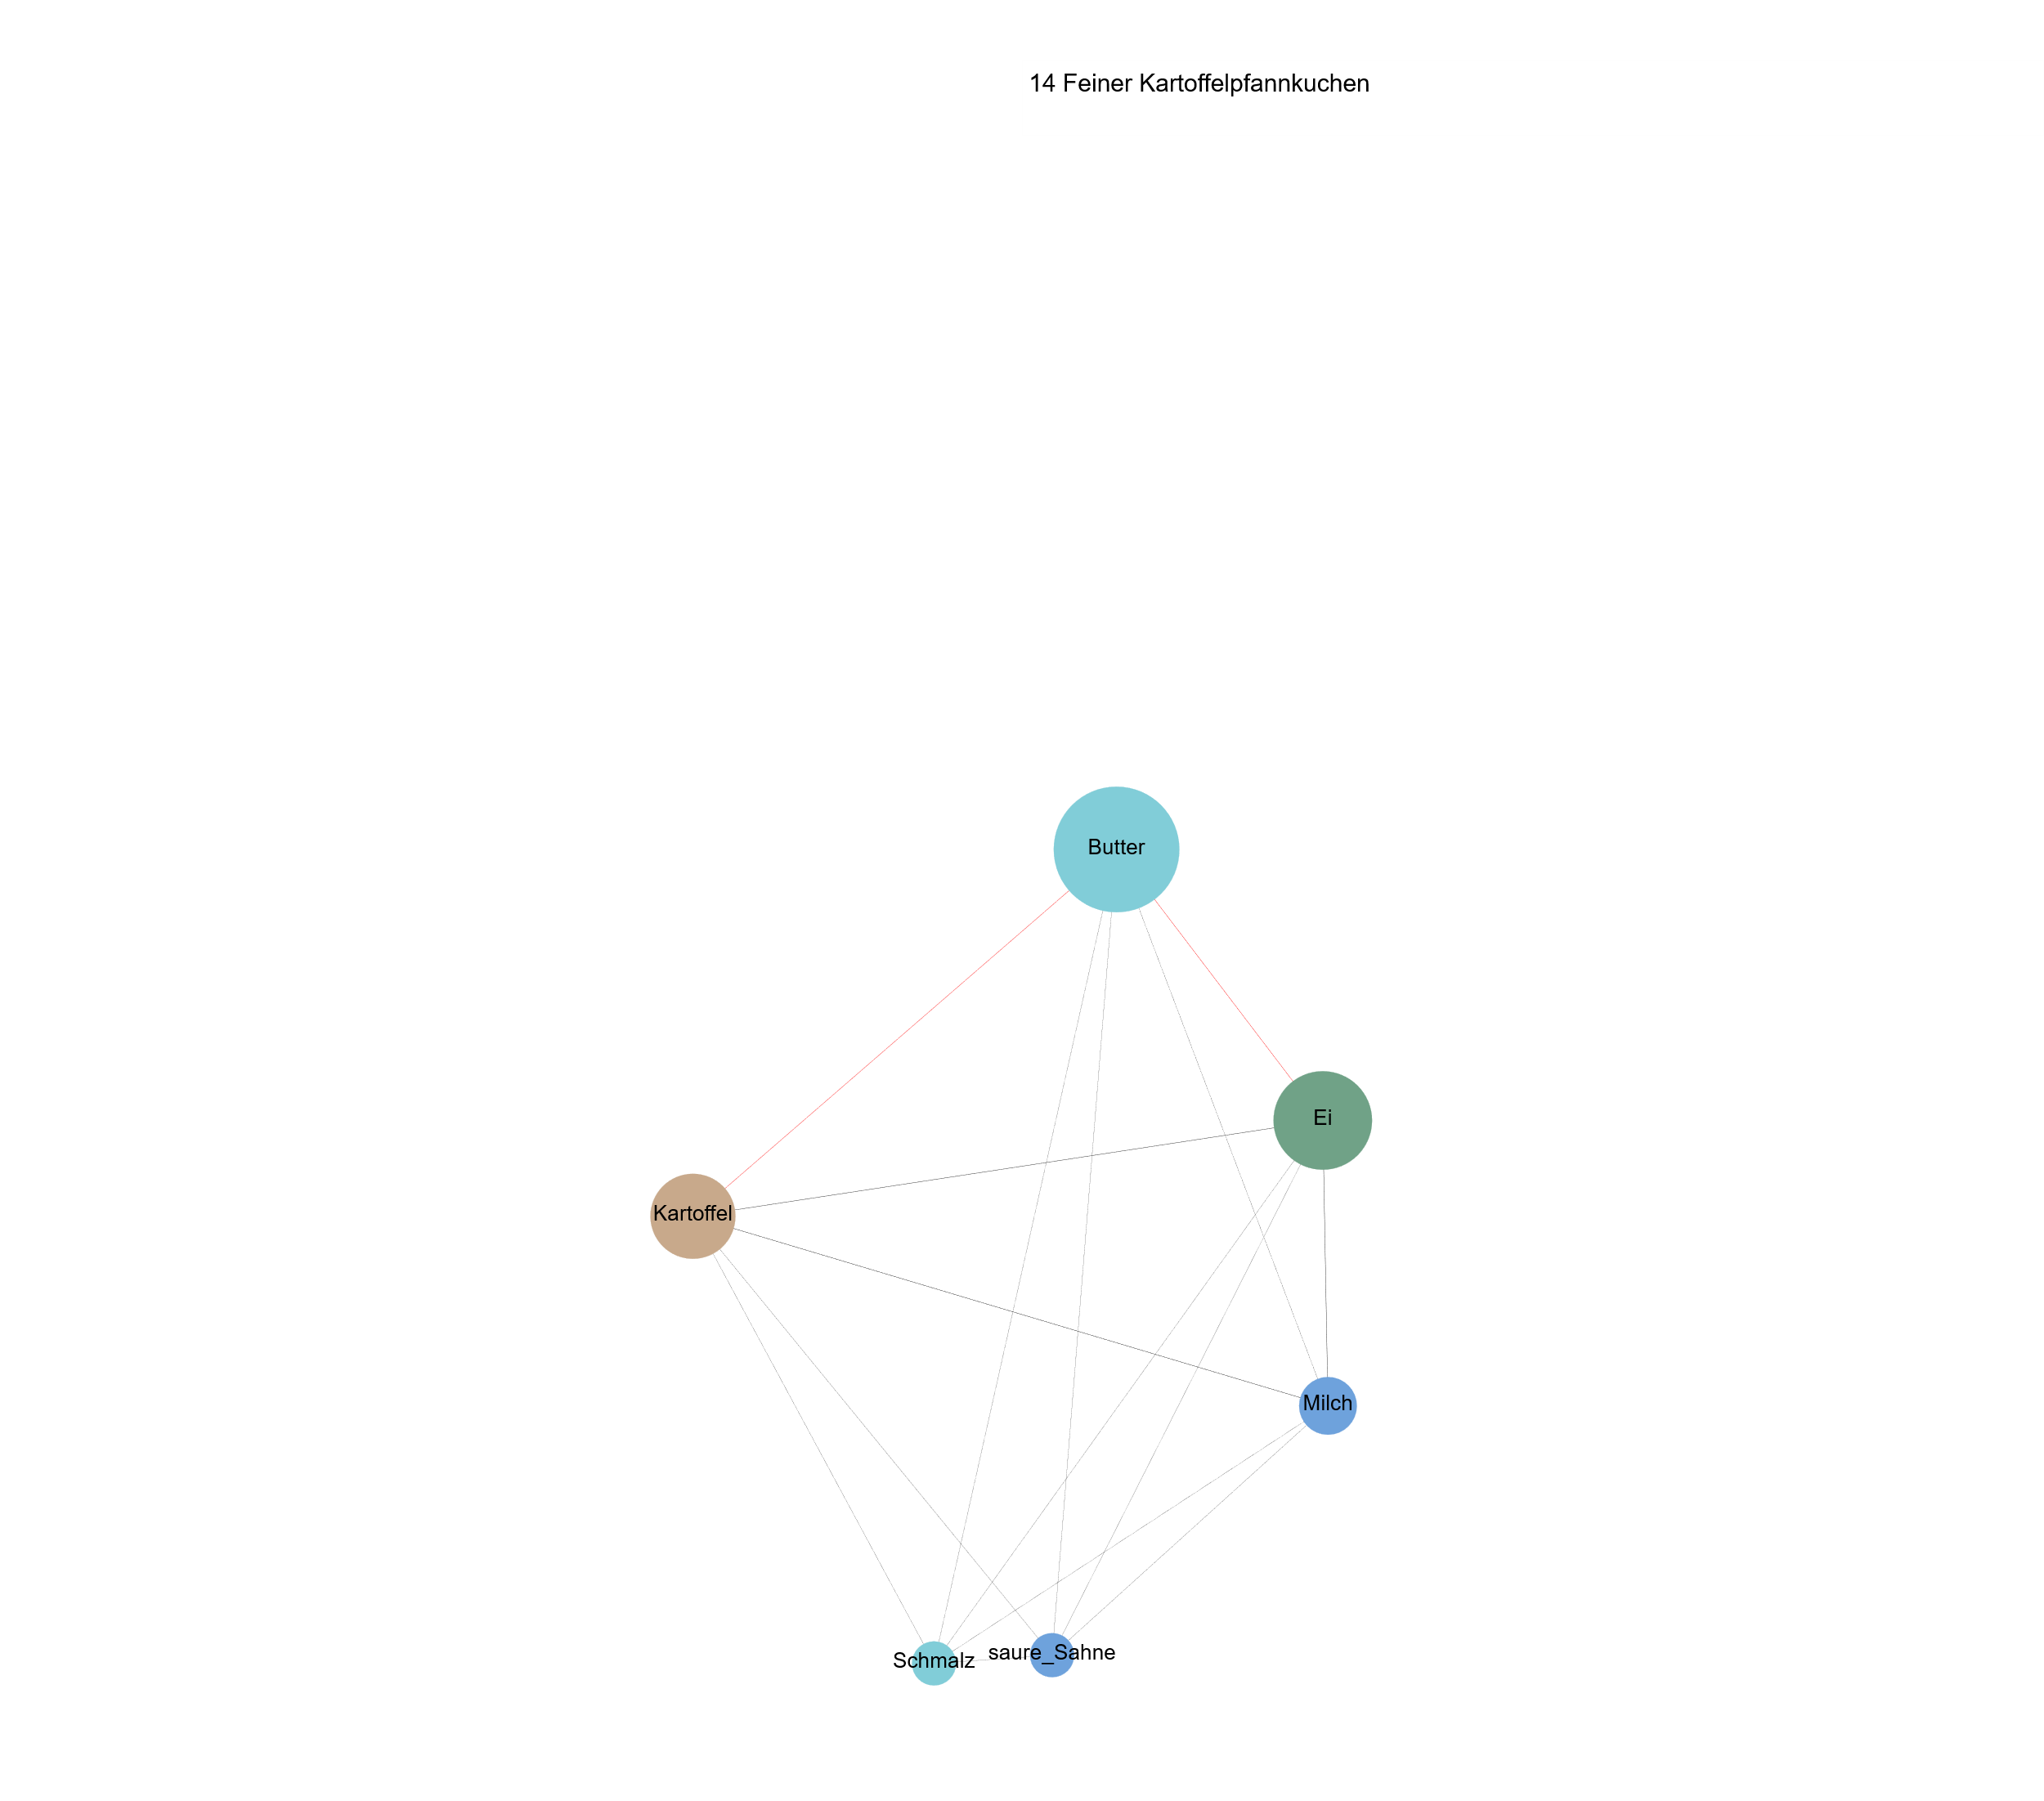 14 Feiner Kartoffelpfannkuchen
Butter
Ei
Kartoffel
Milch
saure_Sahne
Schmalz